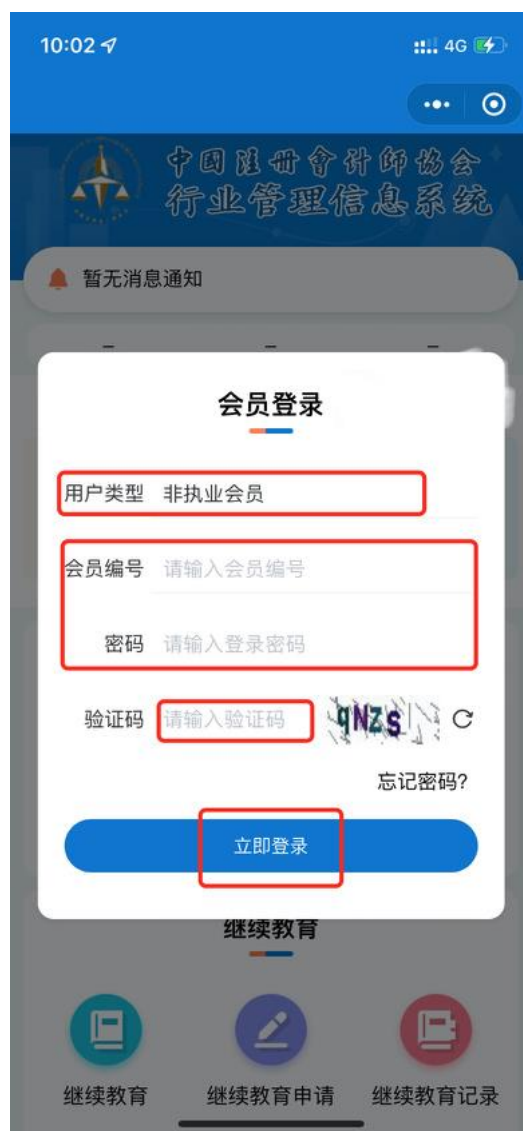 10:02
4G
中国注册会计师协会
行业管理信息系统
暂无消息通知
会员登录
用户类型 非执业会员
会员编号 请输入会员编号
密码 请输入登录密码
验证码 请输入验证码 qNZs
忘记密码?
立即登录
继续教育
继续教育 继续教育申请 继续教育记录